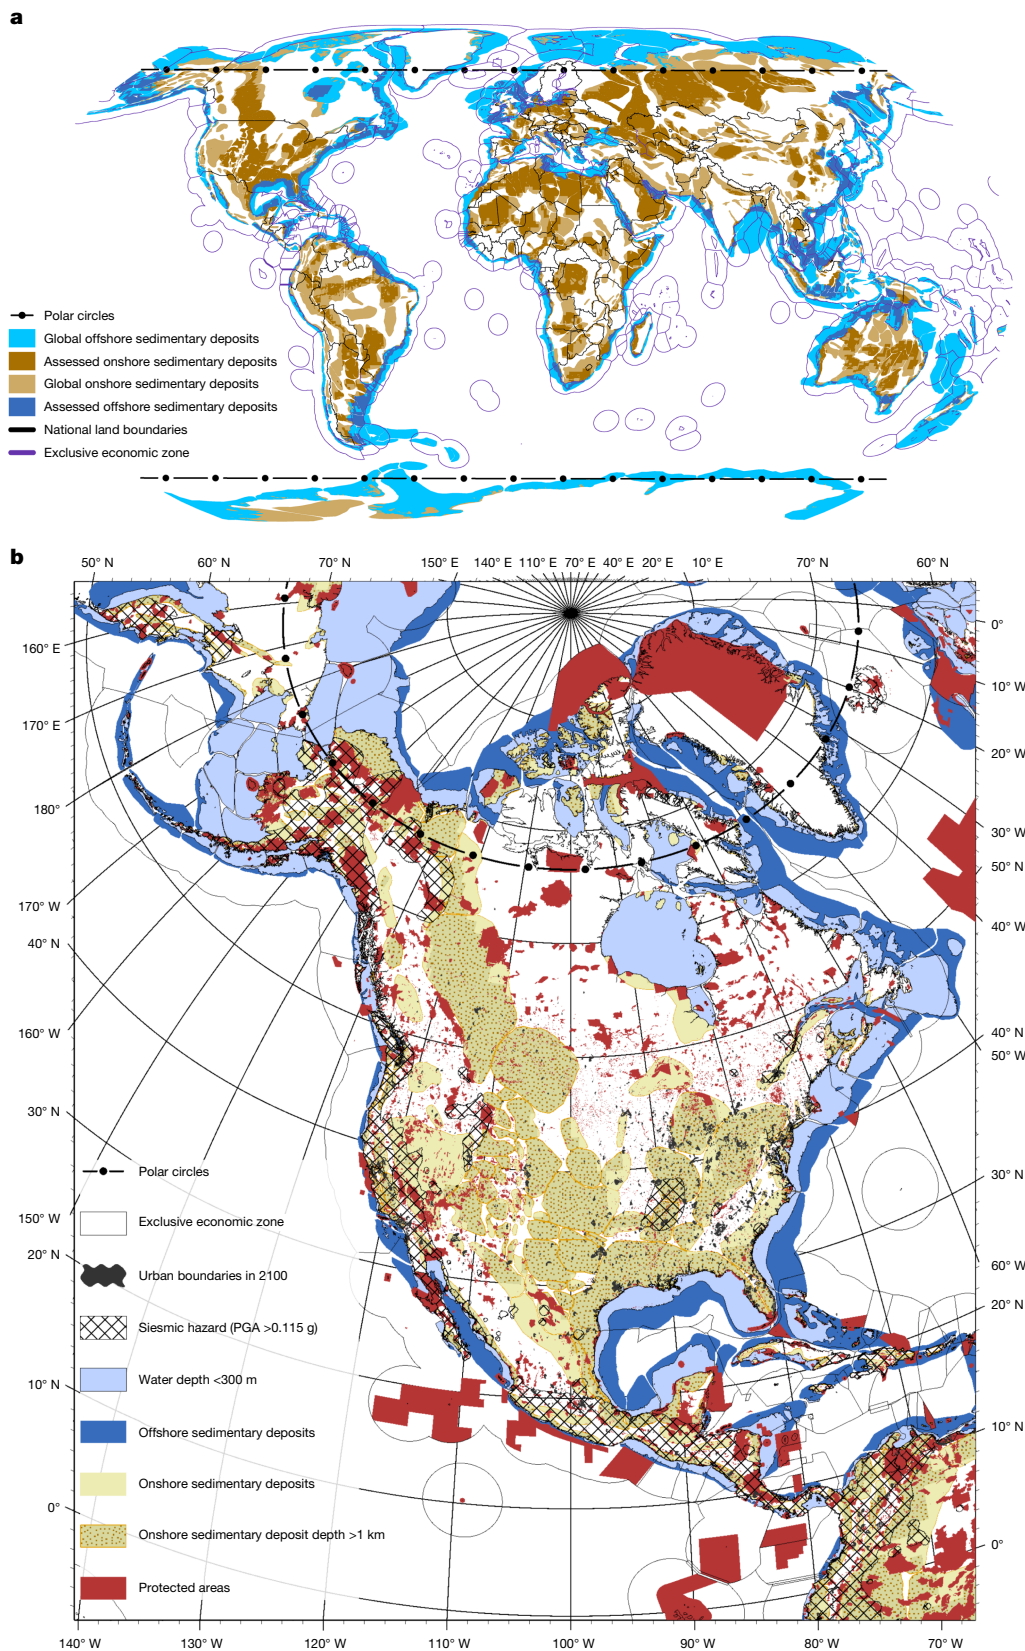 a
Polar circles
Global offshore sedimentary deposits
Assessed onshore sedimentary deposits
Global onshore sedimentary deposits
Assessed offshore sedimentary deposits
National land boundaries
Exclusive economic zone
b
50° N 60° N 70° N 150° E 140° E 110° E 70° E 40° E 20° E 10° E 70° N 60° N
160° E
170° E
180°
170° W
40° N
160° W
30° N
150° W
20° N
10° N
0°
0°
10° W
20° W
30° W
50° N
40° W
40° N
50° W
30° N
60° W
20° N
10° N
0°
Polar circles
Exclusive economic zone
Urban boundaries in 2100
Siesmic hazard (PGA >0.115 g)
Water depth <300 m
Offshore sedimentary deposits
Onshore sedimentary deposits
Onshore sedimentary deposit depth >1 km
Protected areas
140° W 130° W 120° W 110° W 100° W 90° W 80° W 70° W